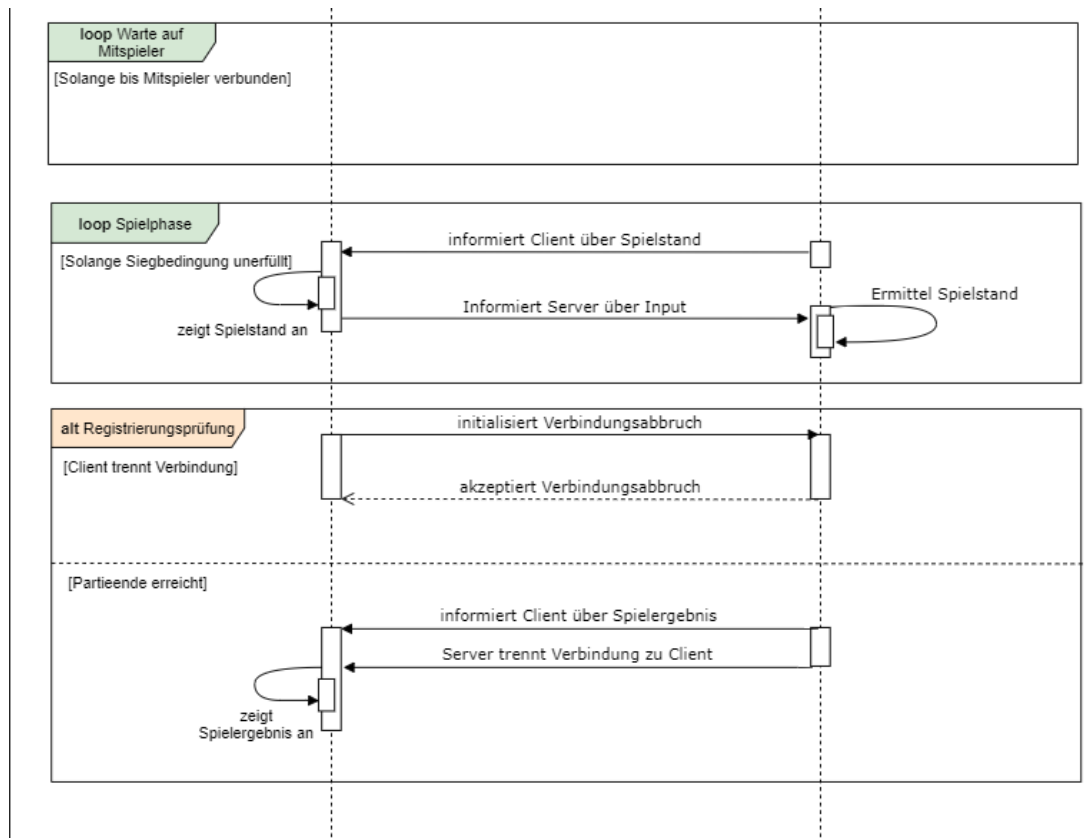 loop Warte auf
Mitspieler
[Solange bis Mitspieler verbunden]
loop Spielphase
informiert Client über Spielstand
[Solange Siegbedingung unerfüllt]
Ermittel Spielstand
Informiert Server über Input
zeigt Spielstand an
alt Registrierungsprüfung
initialisiert Verbindungsabbruch
[Client trennt Verbindung]
akzeptiert Verbindungsabbruch
[Partieende erreicht]
informiert Client über Spielergebnis
Server trennt Verbindung zu Client
zeigt
Spielergebnis an